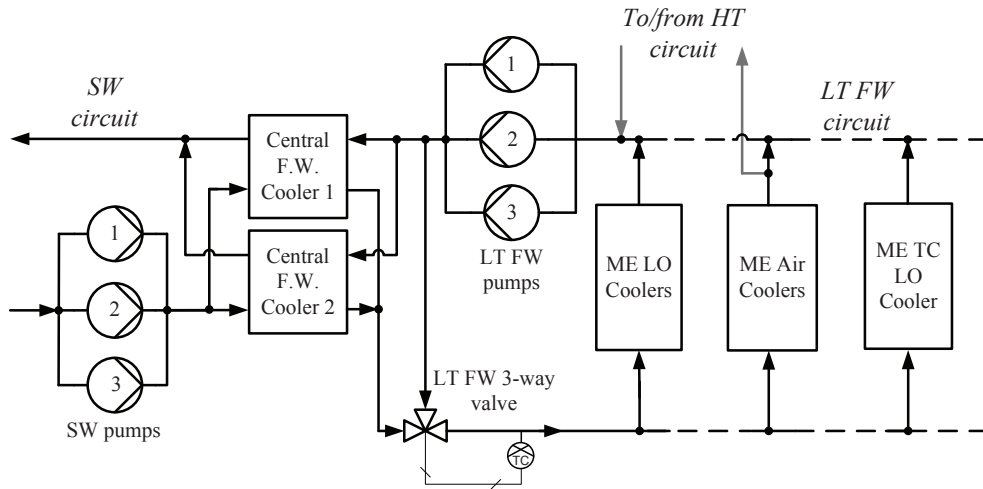 To/from HT
circuit
SW
circuit
LT FW
circuit
1
2
3
LT FW
pumps
Central
F.W.
Cooler 1
Central
F.W.
Cooler 2
1
2
3
SW pumps
ME LO
Coolers
ME Air
Coolers
ME TC
LO
Cooler
LT FW 3-way
valve
TC